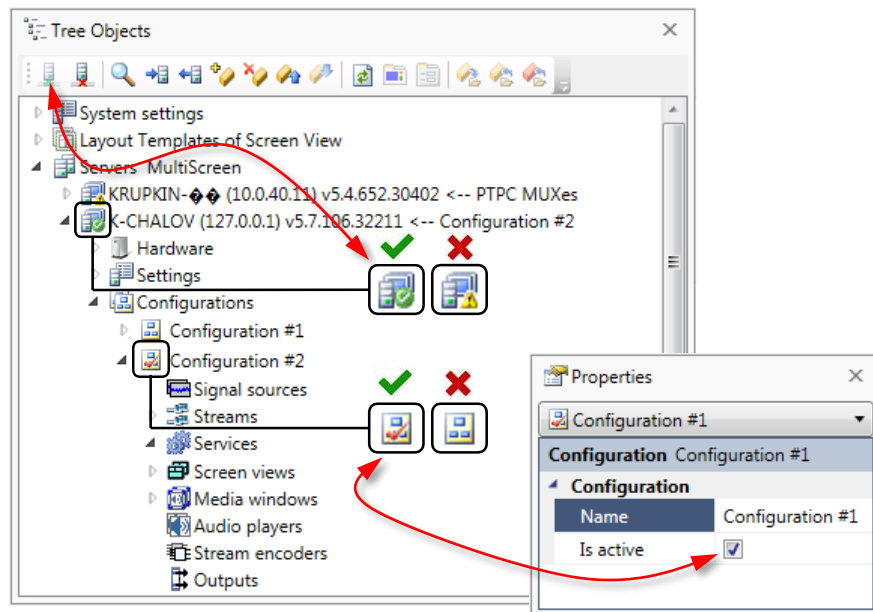 Tree Objects
System settings
Layout Templates of Screen View
Servers MultiScreen
KRUPKIN-�� (10.0.40.11) v5.4.652.30402 <-- PTPC MUXes
K-CHALOV (127.0.0.1) v5.7.106.32211 <-- Configuration #2
Hardware
Settings
Configurations
Configuration #1
Configuration #2
Signal sources
Streams
Services
Screen views
Media windows
Audio players
Stream encoders
Outputs
Properties
Configuration #1
Configuration Configuration #1
Configuration
Name Configuration #1
Is active